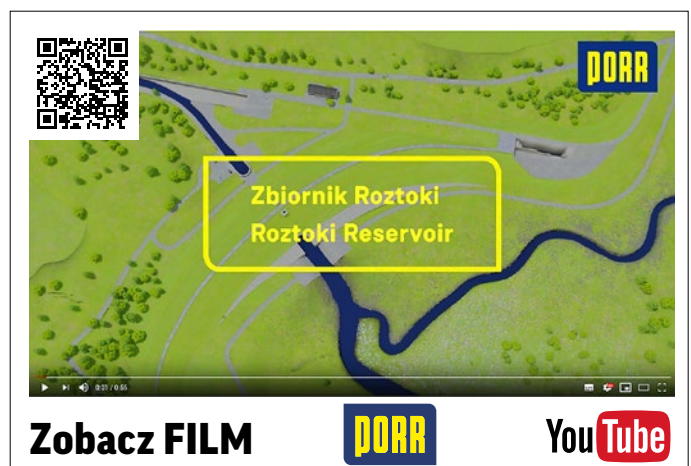 PORR
Zbiornik Roztoki
Roztoki Reservoir
0:31 / 0:55
Zobacz FILM
PORR
YouTube